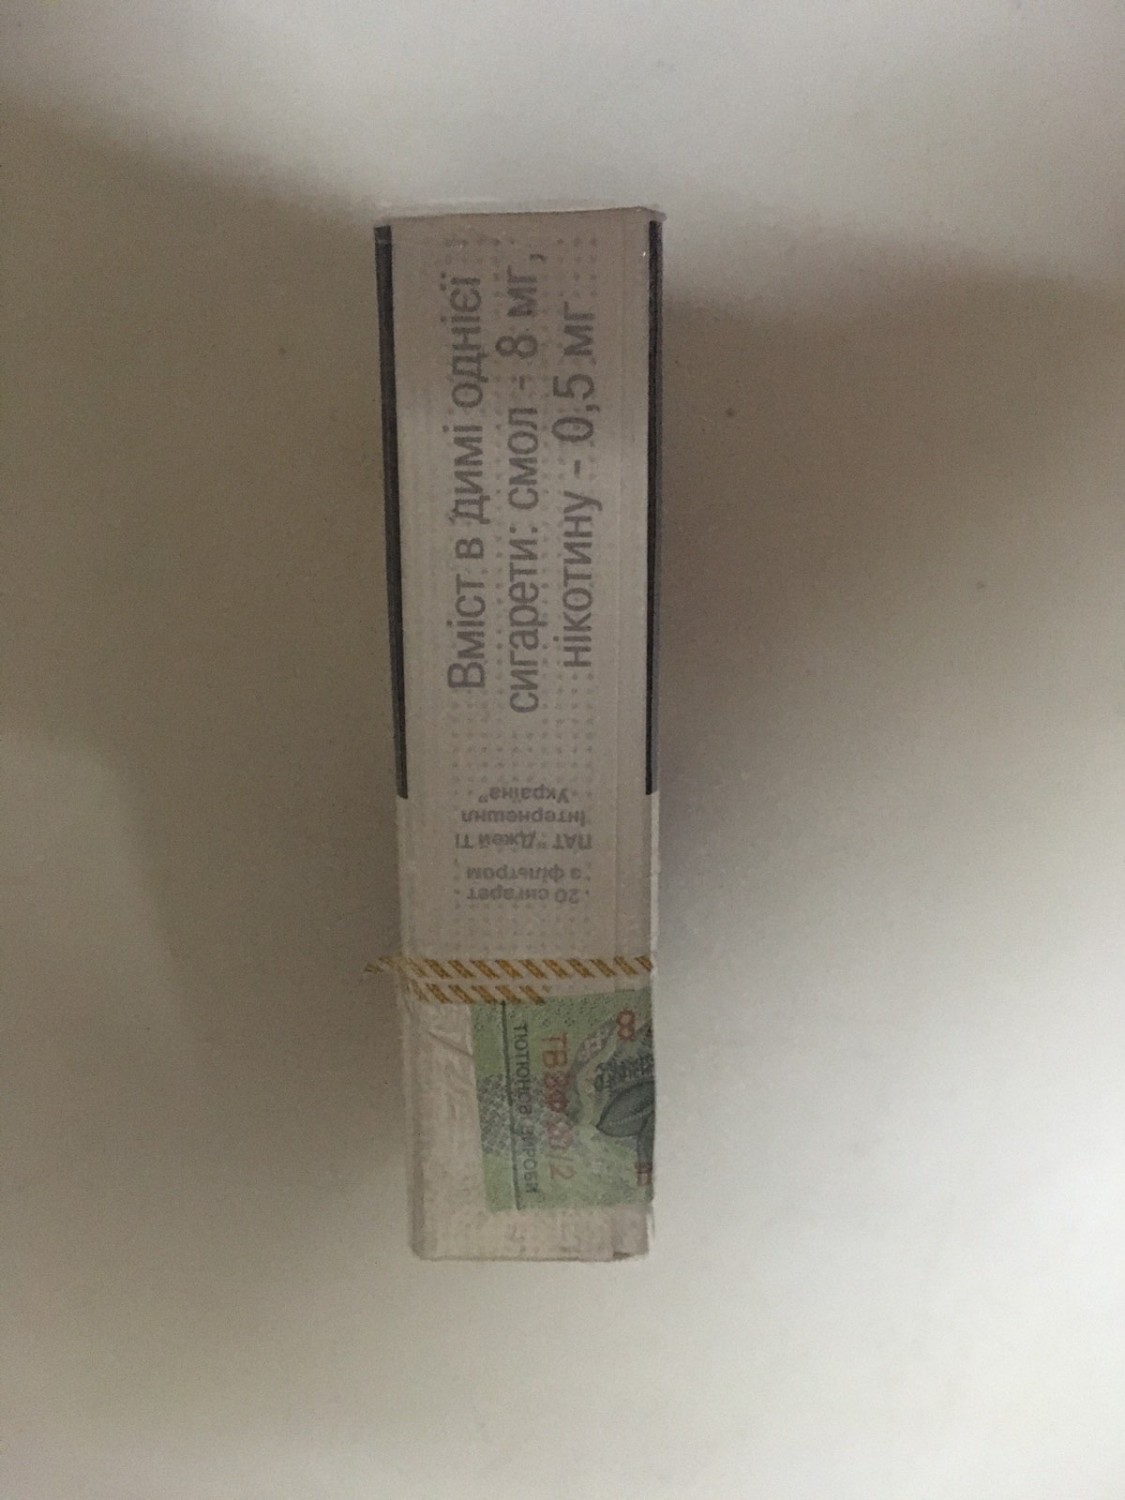 Вміст в димі однієї
сигарети: смол - 8 мг,
нікотину - 0,5 мг
20 сигарет
з фільтром
ПАТ "Джей Ті
Інтернешнл
Україна"
ТЮТЮНОВІ ВИРОБИ
8